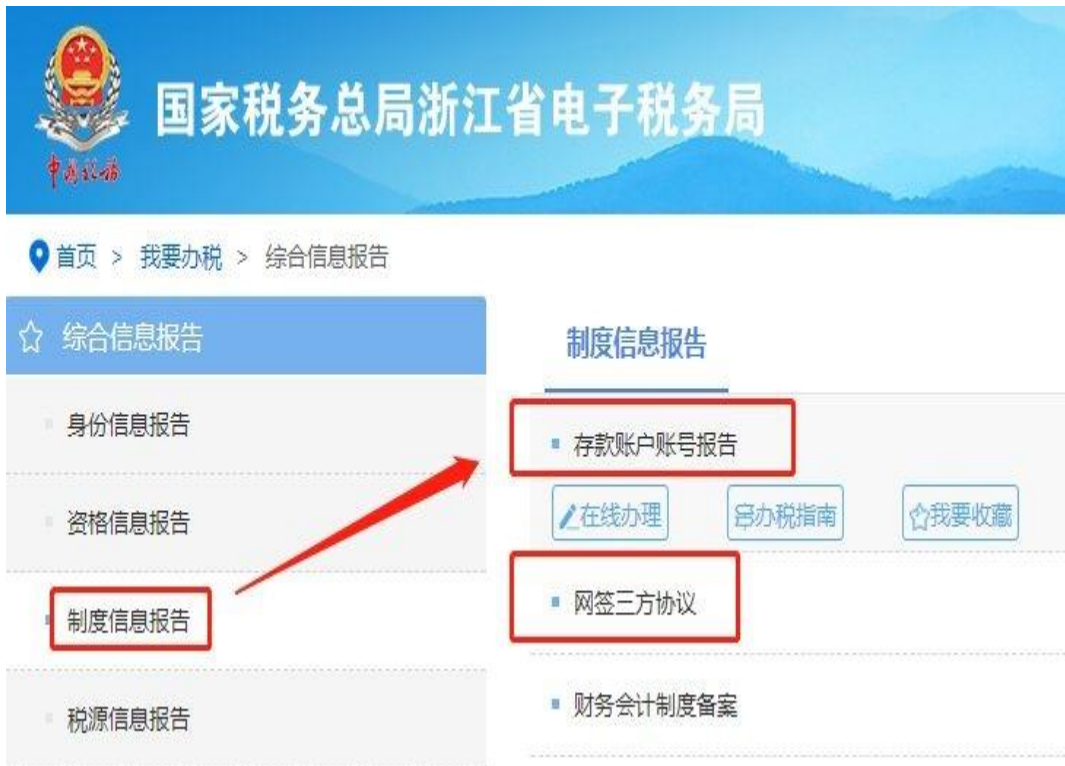 国家税务总局浙江省电子税务局
中国税务
首页 > 我要办税 > 综合信息报告
综合信息报告
身份信息报告
资格信息报告
制度信息报告
税源信息报告
制度信息报告
存款账户账号报告
在线办理 办税指南 我要收藏
网签三方协议
财务会计制度备案